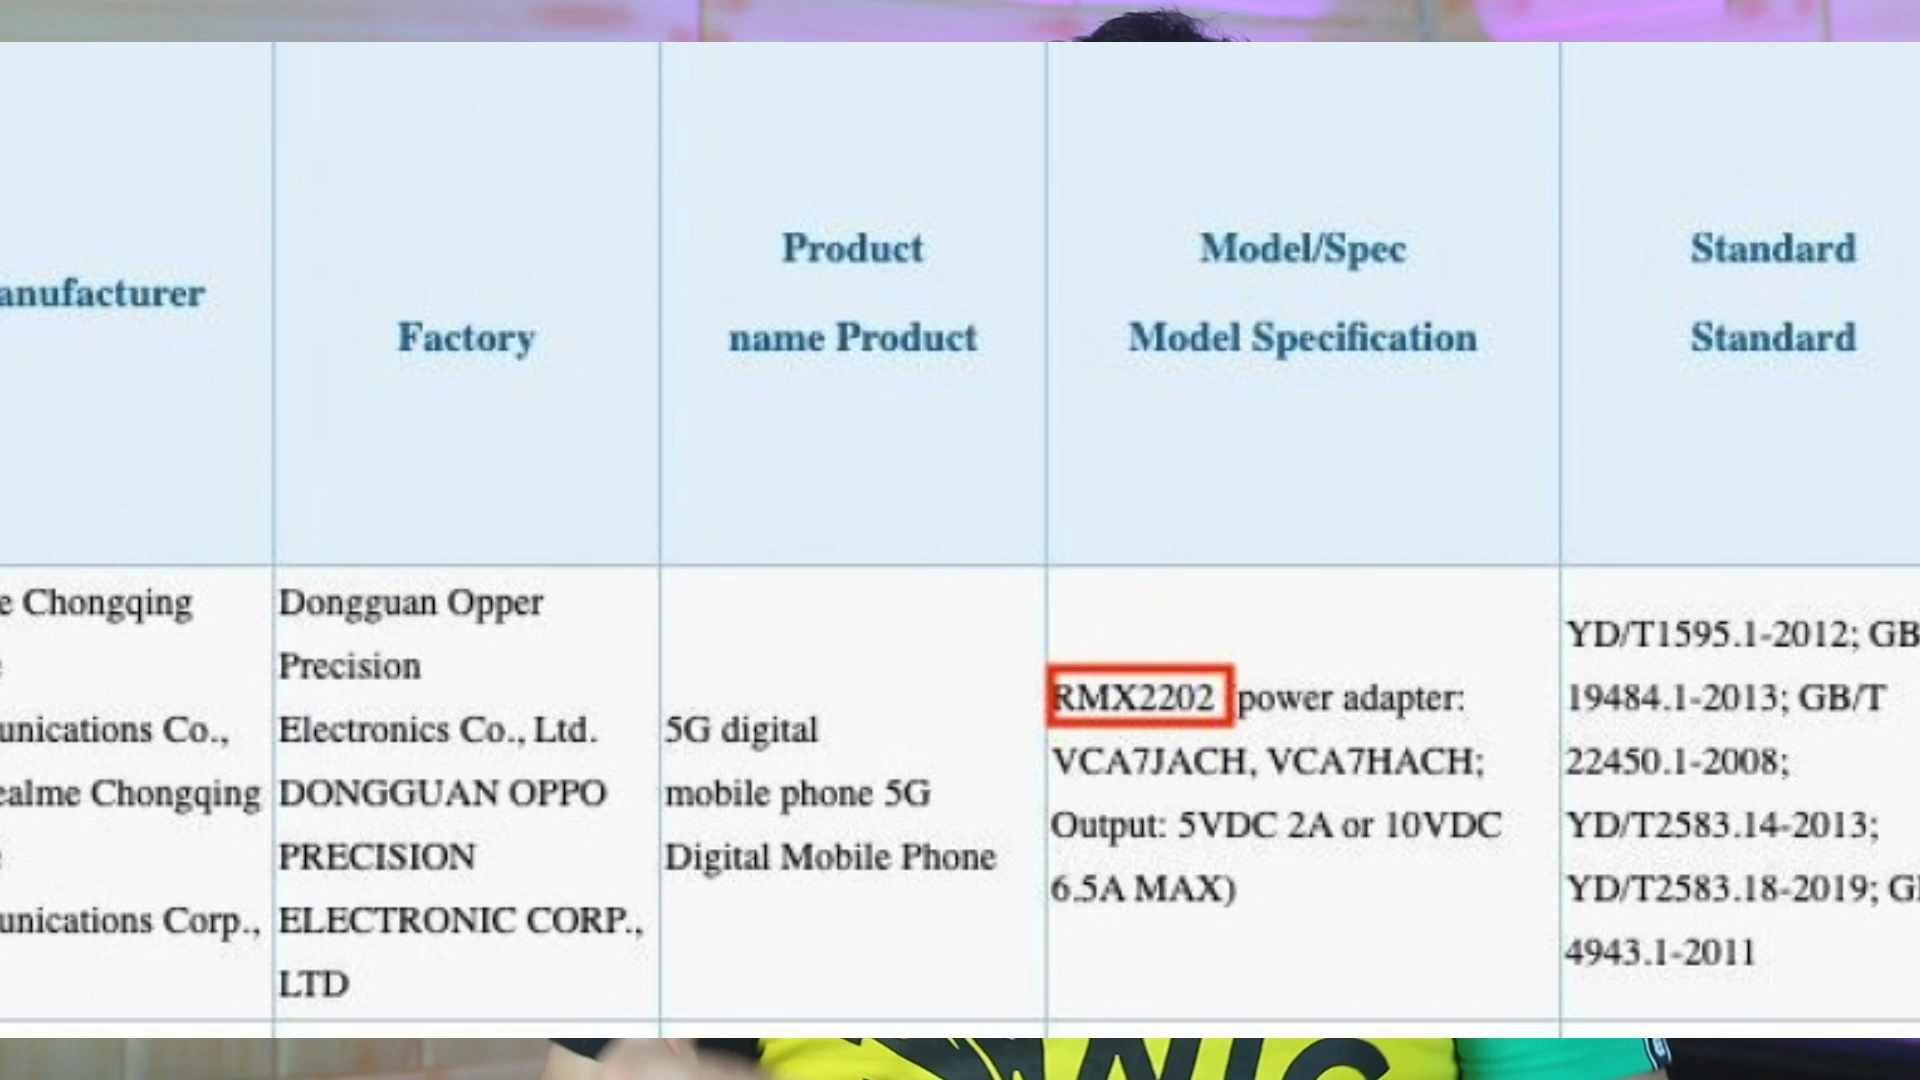 anufacturer
Factory
Product
name Product
Model/Spec
Model Specification
Standard
Standard
e Chongqing
unications Co.,
ealme Chongqing
unications Corp.,
Dongguan Opper
Precision
Electronics Co., Ltd.
DONGGUAN OPPO
PRECISION
ELECTRONIC CORP.,
LTD
5G digital
mobile phone 5G
Digital Mobile Phone
RMX2202 power adapter:
VCA7JACH, VCA7HACH;
Output: 5VDC 2A or 10VDC
6.5A MAX)
YD/T1595.1-2012; GB
19484.1-2013; GB/T
22450.1-2008;
YD/T2583.14-2013;
YD/T2583.18-2019; G
4943.1-2011